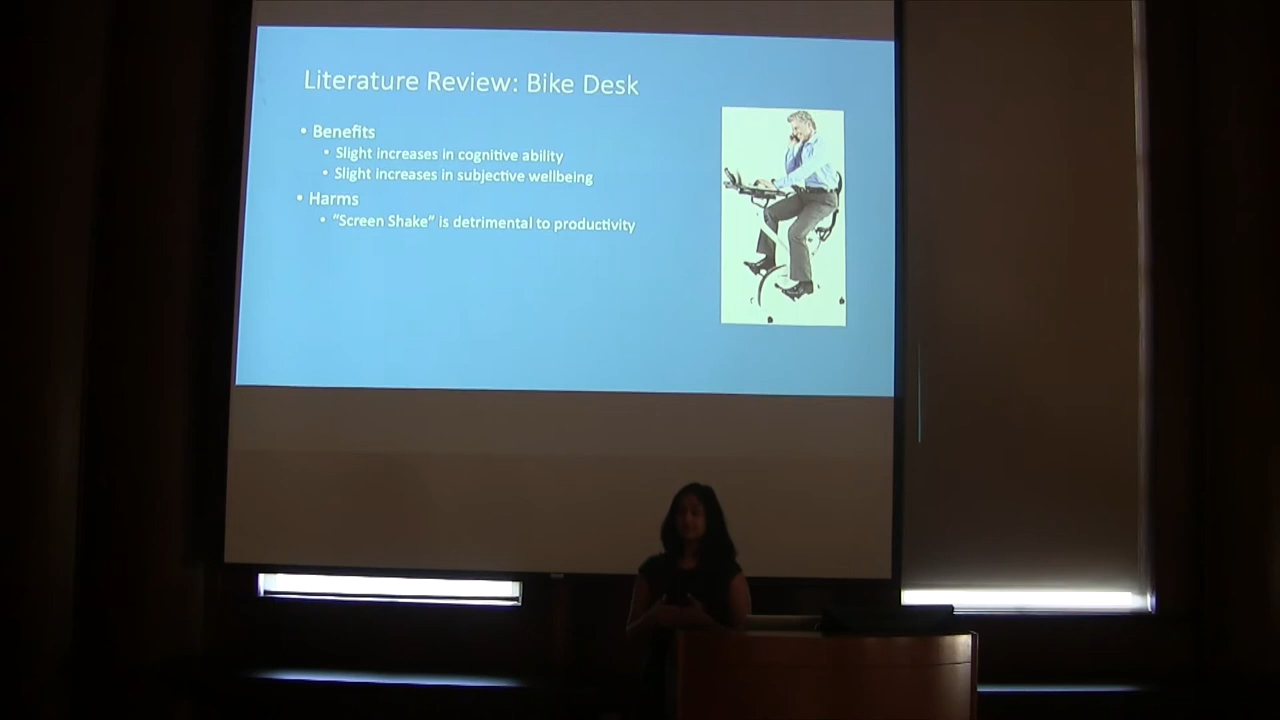 Literature Review: Bike Desk
• Benefits
• Slight increases in cognitive ability
• Slight increases in subjective wellbeing
• Harms
• "Screen Shake" is detrimental to productivity